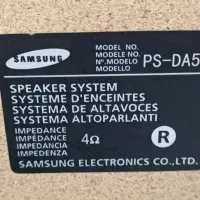 SAMSUNG
MODEL NO.
NO. MODELE
Nº.MODELO
MODELLO
PS-DA5
SPEAKER SYSTEM
SYSTEME D'ENCEINTES
SISTEMA DE ALTAVOCES
SISTEMA ALTOPARLANTI
IMPEDANCE
IMPÉDANCE
IMPEDANCIA
IMPEDENZA
4Ω
R
SAMSUNG ELECTRONICS CO.,LTD.